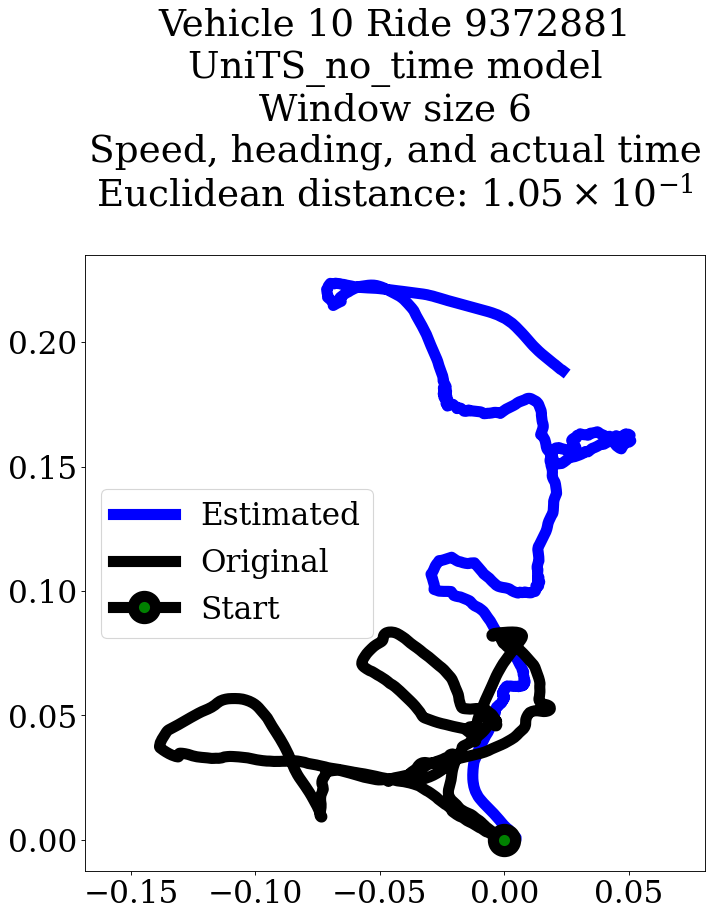 Vehicle 10 Ride 9372881
UniTS_no_time model
Window size 6
Speed, heading, and actual time
Euclidean distance: 1.05 × 10⁻¹
0.20
0.15
Estimated
Original
0.10
Start
0.05
0.00
−0.15 −0.10 −0.05 0.00 0.05